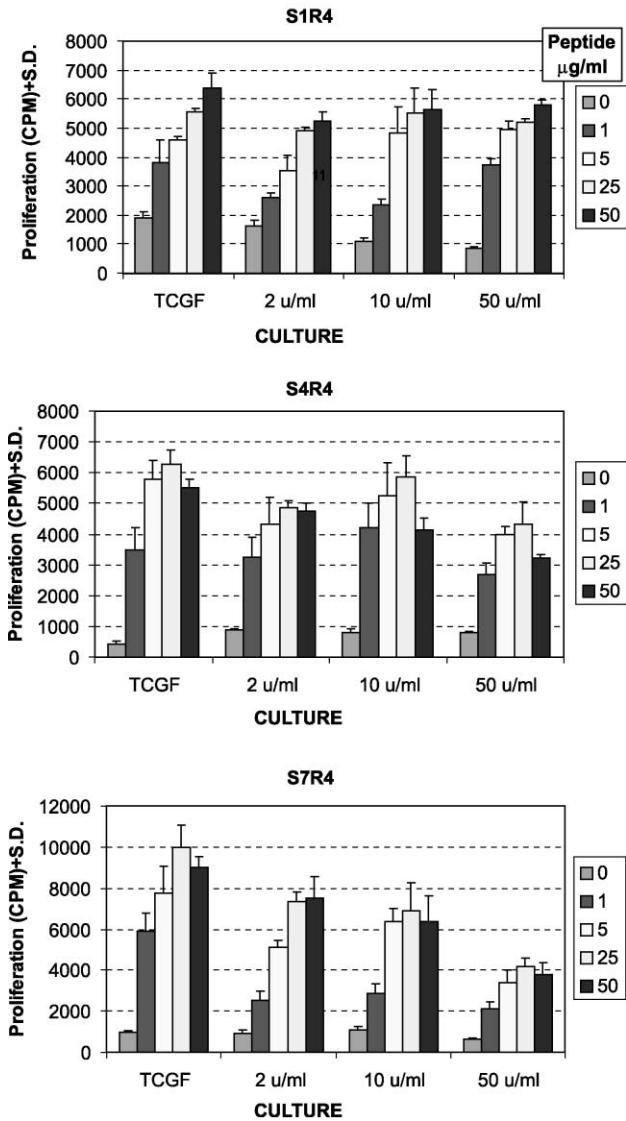 S1R4
Proliferation (CPM)+S.D.
8000
7000
6000
5000
4000
3000
2000
1000
0
11
TCGF 2 u/ml 10 u/ml 50 u/ml
CULTURE
Peptide
µg/ml
0
1
5
25
50
S4R4
Proliferation (CPM)+S.D.
8000
7000
6000
5000
4000
3000
2000
1000
0
TCGF 2 u/ml 10 u/ml 50 u/ml
CULTURE
0
1
5
25
50
S7R4
Proliferation (CPM)+S.D.
12000
10000
8000
6000
4000
2000
0
TCGF 2 u/ml 10 u/ml 50 u/ml
CULTURE
0
1
5
25
50